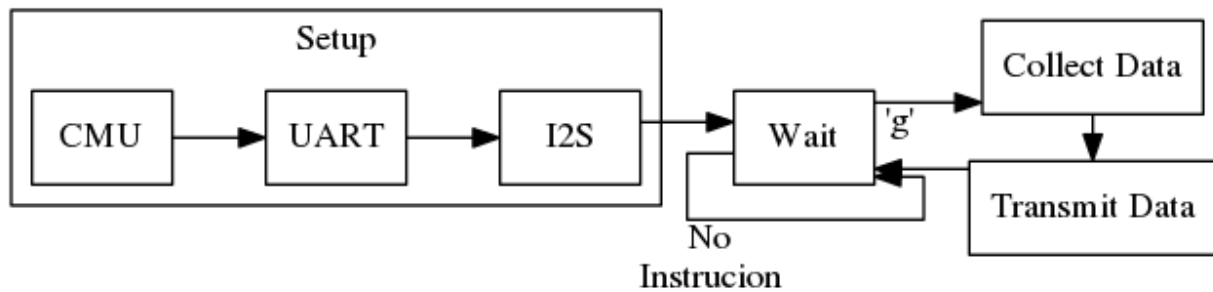 Setup
CMU
UART
I2S
Wait
'g'
Collect Data
Transmit Data
No
Instrucion